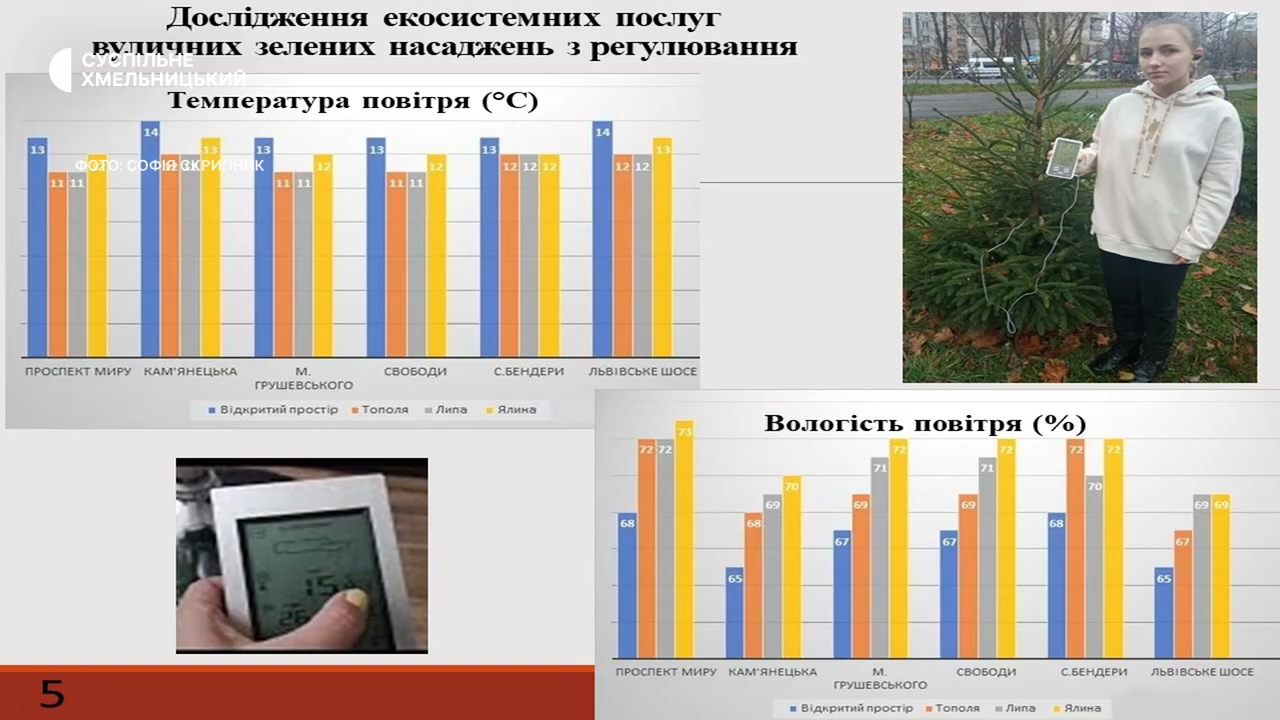 Дослідження екосистемних послуг
вуличних зелених насаджень з регулювання
СУСПІЛЬНЕ
ХМЕЛЬНИЦЬКИЙ
Температура повітря (°C)
ФОТО: СОФІЯ СКРИПНИК
13 11 11 12
14 12 12 13
13 11 11 12
13 11 11 12
13 12 12 12
14 12 12 13
ПРОСПЕКТ МИРУ
КАМ'ЯНЕЦЬКА
М. ГРУШЕВСЬКОГО
СВОБОДИ
С.БЕНДЕРИ
ЛЬВІВСЬКЕ ШОСЕ
Відкритий простір Тополя Липа Ялина
Вологість повітря (%)
68 72 72 73
65 68 69 70
67 69 71 72
67 69 71 72
68 72 70 72
65 67 69 69
ПРОСПЕКТ МИРУ
КАМ'ЯНЕЦЬКА
М. ГРУШЕВСЬКОГО
СВОБОДИ
С.БЕНДЕРИ
ЛЬВІВСЬКЕ ШОСЕ
Відкритий простір Тополя Липа Ялина
5